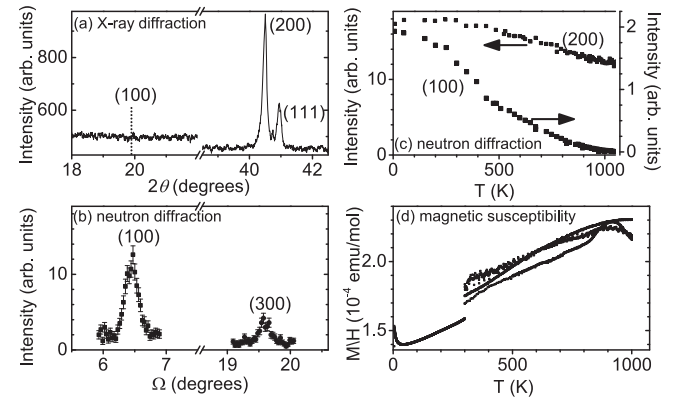 (a) X-ray diffraction
(200)
(100)
(111)
800
600
Intensity (arb. units)
18 20 22 40 42
2θ (degrees)
(200)
(100)
(c) neutron diffraction
10
0
Intensity (arb. units)
2
1
0
Intensity (arb. units)
0 500 1000
T (K)
(b) neutron diffraction
(100)
(300)
10
0
Intensity (arb. units)
6 7 19 20
Ω (degrees)
(d) magnetic susceptibility
2.0
1.5
M\H (10⁻⁴ emu/mol)
0 500 1000
T (K)